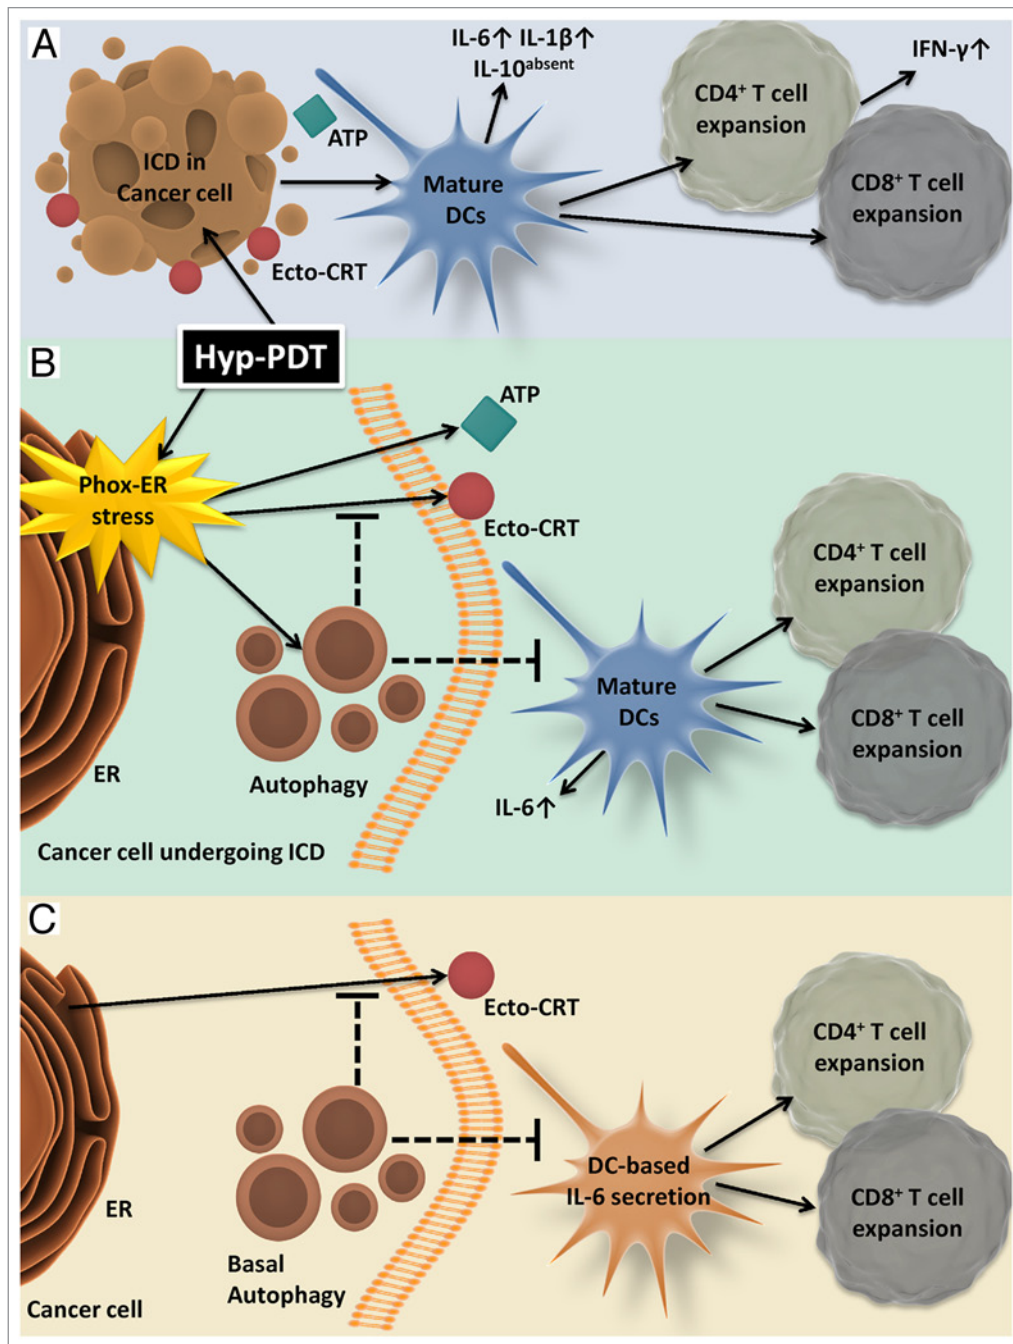 A
IL-6↑ IL-1β↑
IL-10absent
IFN-γ↑
CD4+ T cell
expansion
ATP
ICD in
Cancer cell
Mature
DCs
CD8+ T cell
expansion
Ecto-CRT
Hyp-PDT
B
ATP
Phox-ER
stress
Ecto-CRT
CD4+ T cell
expansion
Mature
DCs
CD8+ T cell
expansion
ER
Autophagy
IL-6↑
Cancer cell undergoing ICD
C
Ecto-CRT
CD4+ T cell
expansion
DC-based
IL-6 secretion
CD8+ T cell
expansion
ER
Basal
Autophagy
Cancer cell